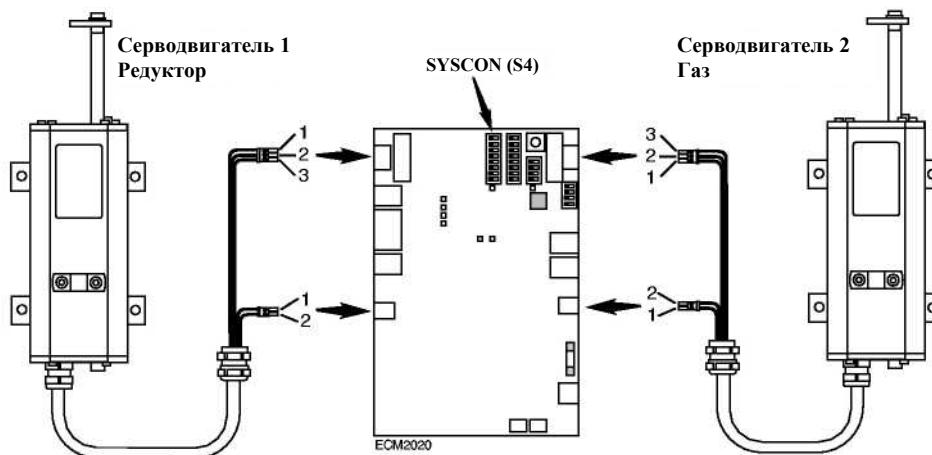 Серводвигатель 1
Редуктор
SYSCON (S4)
Серводвигатель 2
Газ
1
2
3
3
2
1
1
2
2
1
ECM2020